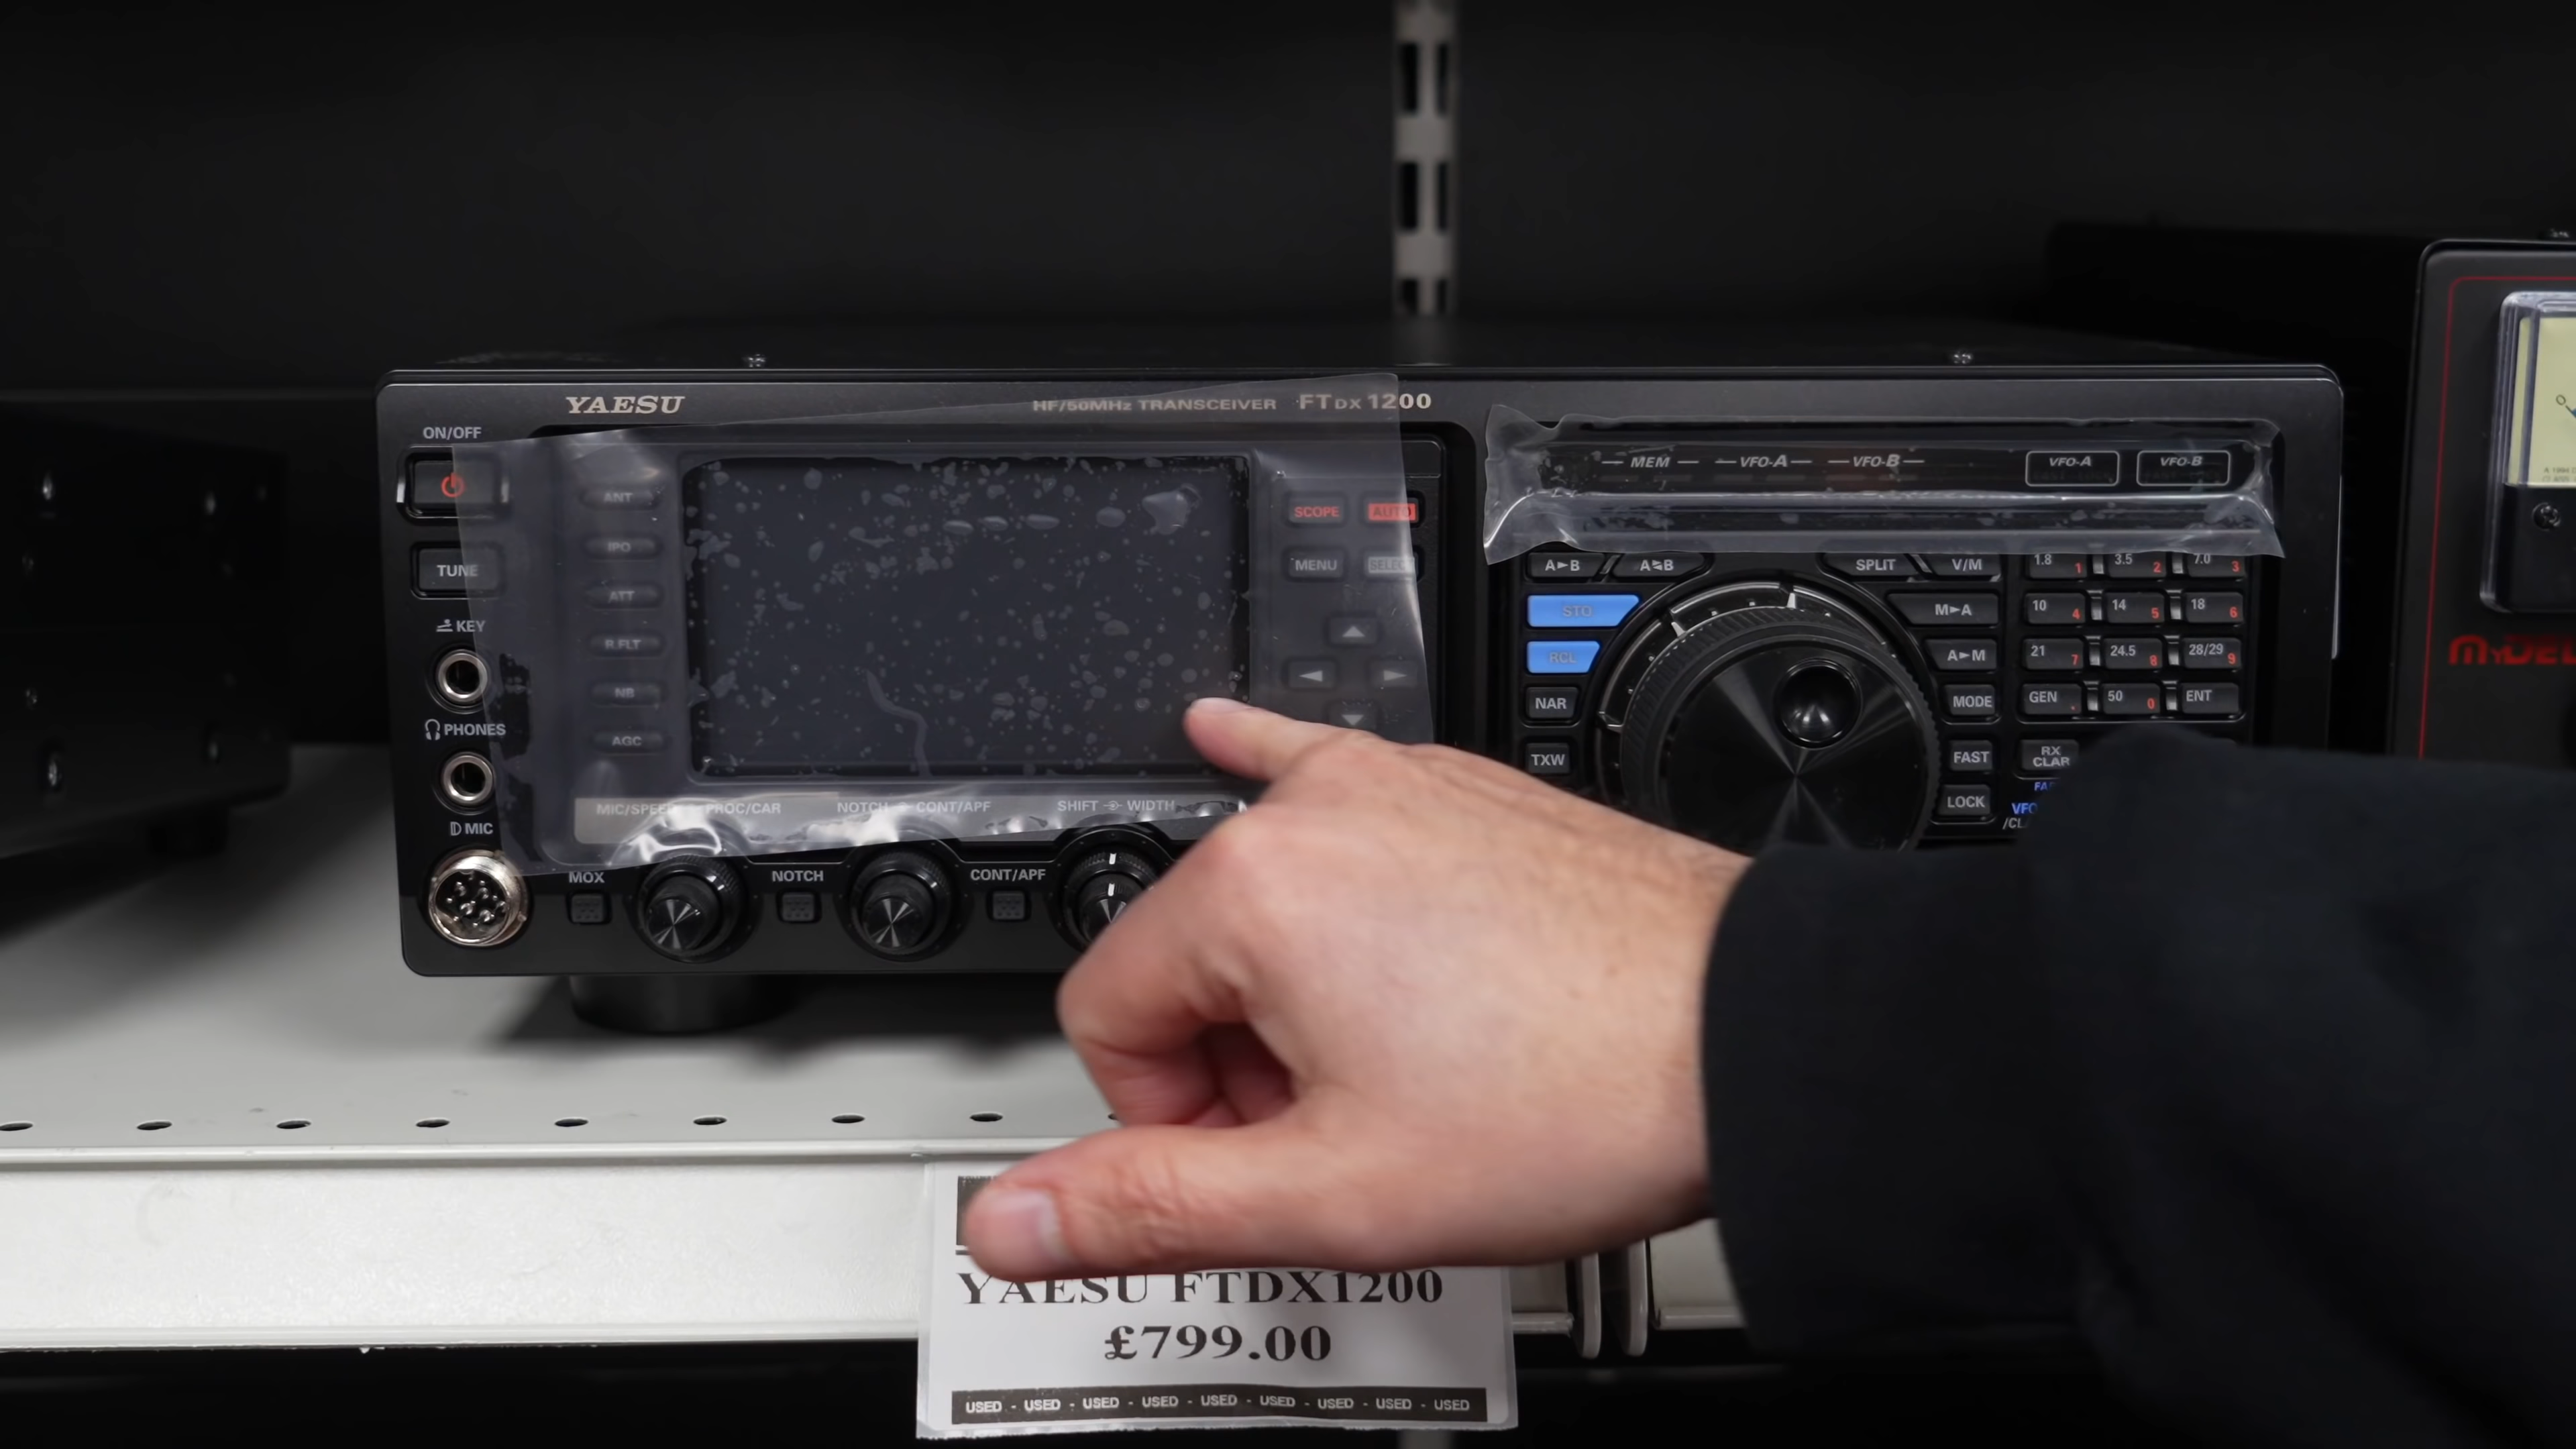 YAESU
HF/50MHz TRANSCEIVER FTDX1200
ON/OFF
TUNE
KEY
PHONES
MIC
ANT
IPO
ATT
R.FLT
NB
AGC
SCOPE
AUTO
MENU
SELECT
MIC/SPEED PROC/CAR
NOTCH CONT/APF
SHIFT WIDTH
MOX
NOTCH
CONT/APF
MEM VFO-A VFO-B
VFO-A VFO-B
A►B
SPLIT
V/M
STO
RCL
NAR
TXW
M►A
A►M
MODE
FAST
LOCK
1.8 1 3.5 2 7.0 3
10 4 14 5 18 6
21 7 24.5 8 28/29 9
GEN . 50 0 ENT
RX
CLAR
YAESU FTDX1200
£799.00
USED - USED - USED - USED - USED - USED - USED - USED - USED